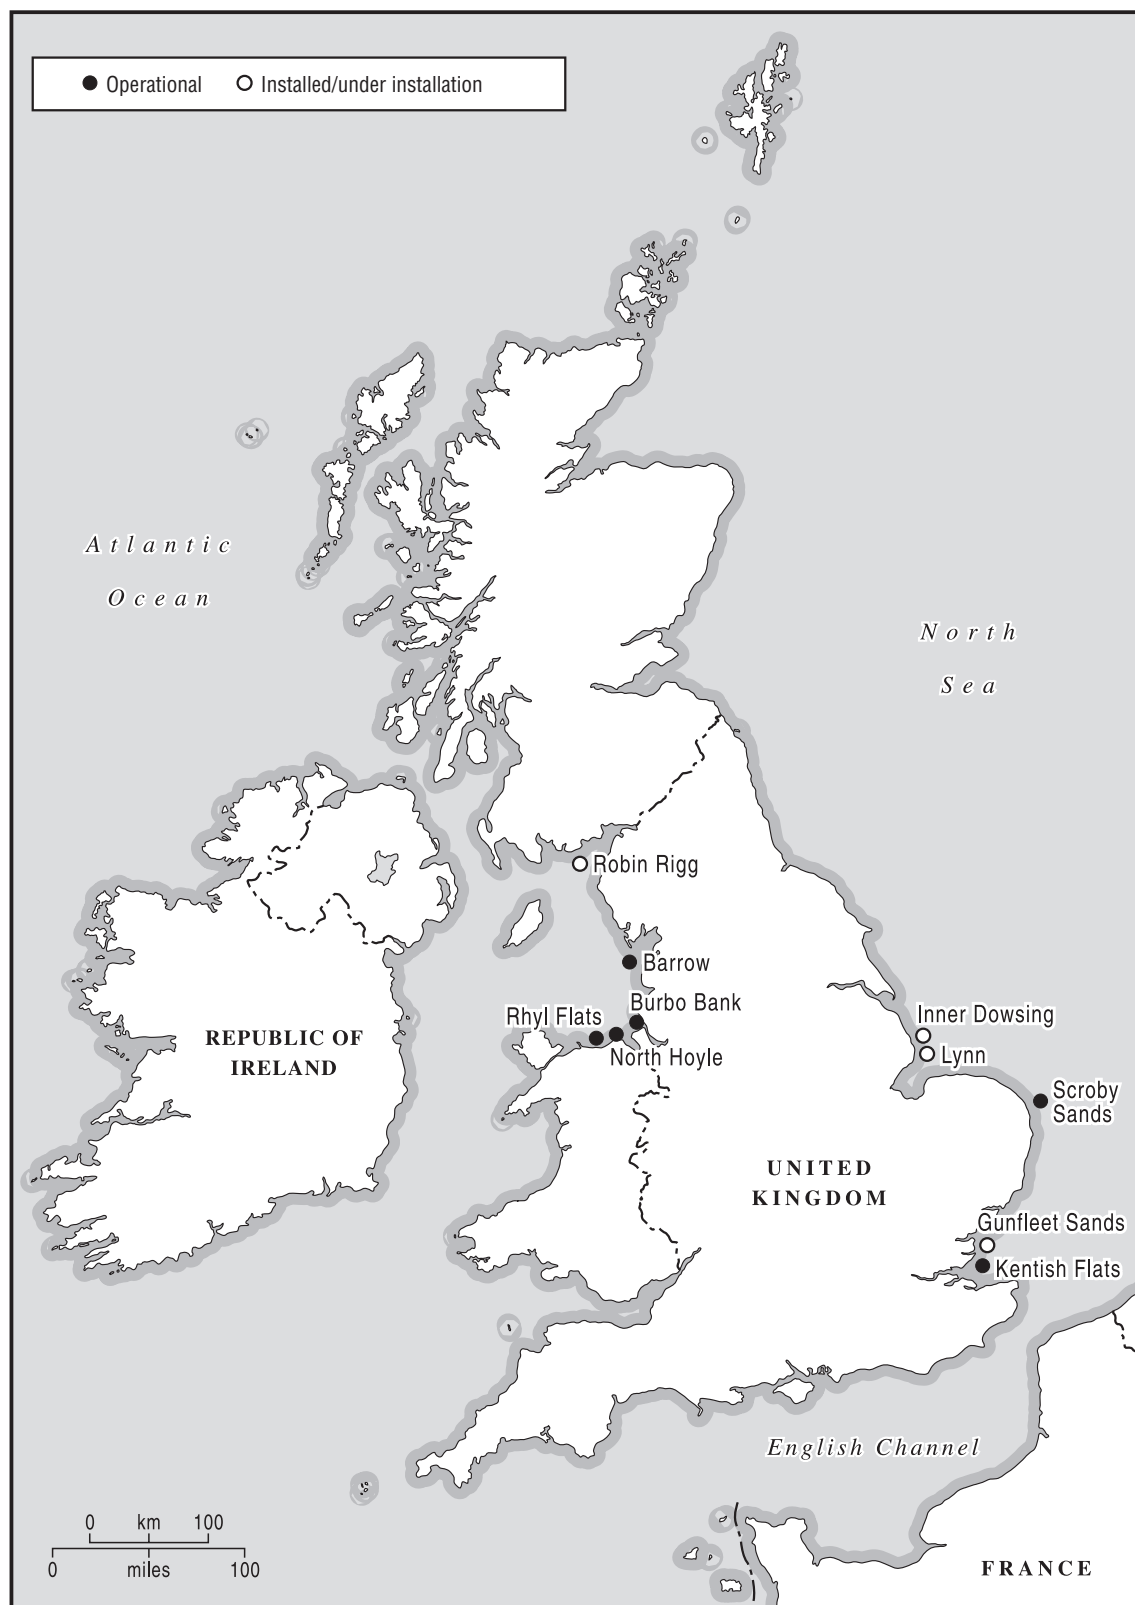 Operational
Installed/under installation
Atlantic
Ocean
North
Sea
Robin Rigg
Barrow
Burbo Bank
Rhyl Flats
North Hoyle
Inner Dowsing
Lynn
REPUBLIC OF
IRELAND
Scroby
Sands
UNITED
KINGDOM
Gunfleet Sands
Kentish Flats
English Channel
0 km 100
0 miles 100
FRANCE